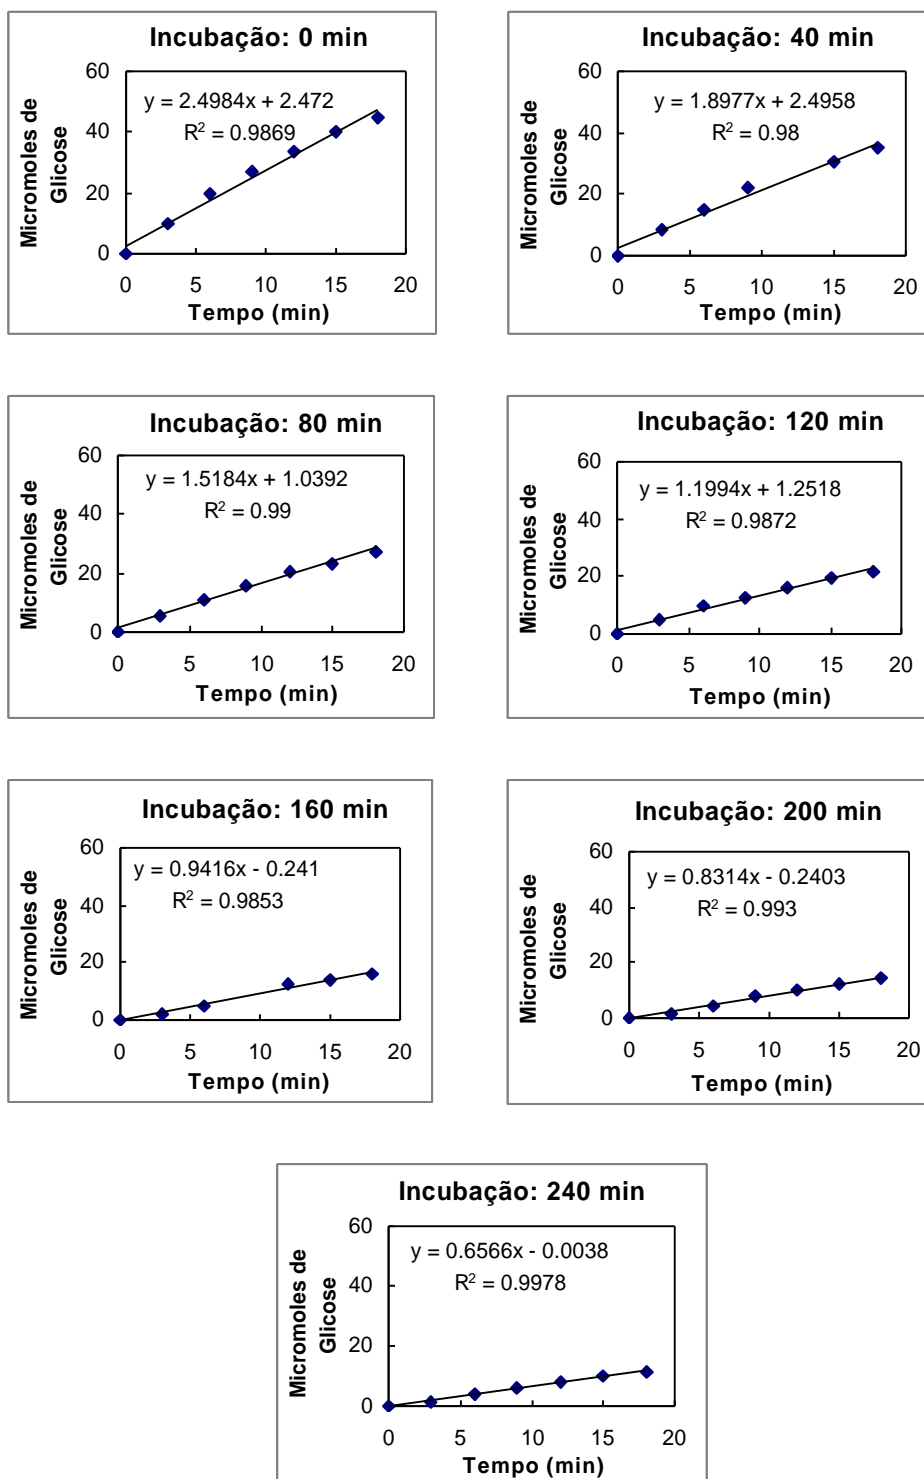 Incubação: 0 min
Micromoles de
Glicose
60
40
20
0
y = 2.4984x + 2.472
R² = 0.9869
0 5 10 15 20
Tempo (min)
Incubação: 40 min
Micromoles de
Glicose
60
40
20
0
y = 1.8977x + 2.4958
R² = 0.98
0 5 10 15 20
Tempo (min)
Incubação: 80 min
Micromoles de
Glicose
60
40
20
0
y = 1.5184x + 1.0392
R² = 0.99
0 5 10 15 20
Tempo (min)
Incubação: 120 min
Micromoles de
Glicose
60
40
20
0
y = 1.1994x + 1.2518
R² = 0.9872
0 5 10 15 20
Tempo (min)
Incubação: 160 min
Micromoles de
Glicose
60
40
20
0
y = 0.9416x - 0.241
R² = 0.9853
0 5 10 15 20
Tempo (min)
Incubação: 200 min
Micromoles de
Glicose
60
40
20
0
y = 0.8314x - 0.2403
R² = 0.993
0 5 10 15 20
Tempo (min)
Incubação: 240 min
Micromoles de
Glicose
60
40
20
0
y = 0.6566x - 0.0038
R² = 0.9978
0 5 10 15 20
Tempo (min)